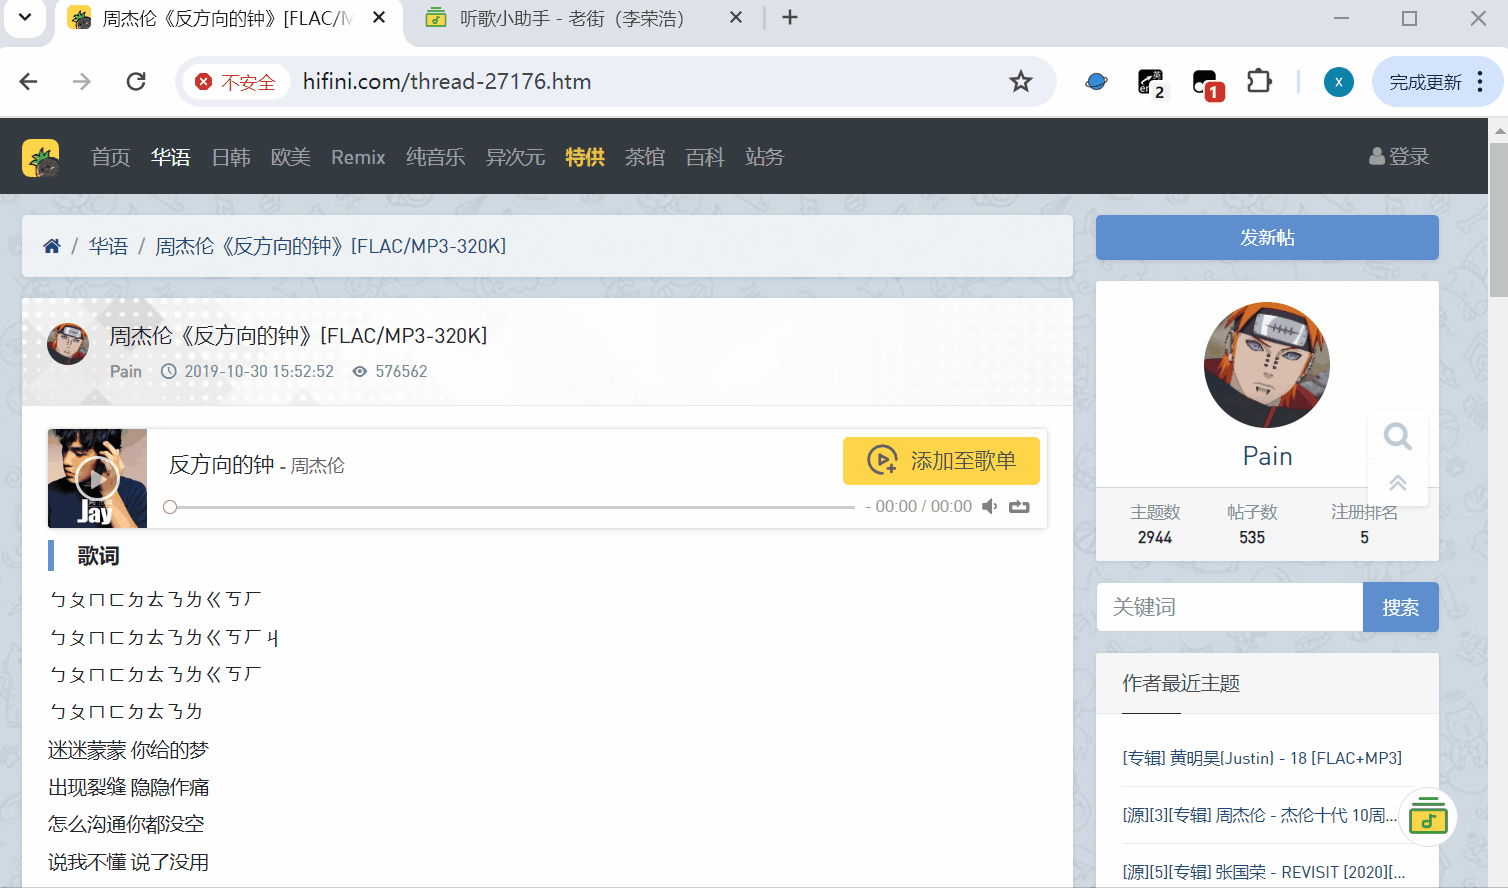 周杰伦《反方向的钟》[FLAC/M
听歌小助手 - 老街（李荣浩）
不安全
hifini.com/thread-27176.htm
2
1
x
完成更新
首页 华语 日韩 欧美 Remix 纯音乐 异次元 特供 茶馆 百科 站务
登录
/ 华语 / 周杰伦《反方向的钟》[FLAC/MP3-320K]
发新帖
周杰伦《反方向的钟》[FLAC/MP3-320K]
Pain 2019-10-30 15:52:52 576562
Jay
反方向的钟 - 周杰伦
添加至歌单
- 00:00 / 00:00
Pain
主题数 帖子数 注册排名
2944 535 5
歌词
ㄅㄆㄇㄈㄉㄊㄋㄌㄍㄎㄏ
ㄅㄆㄇㄈㄉㄊㄋㄌㄍㄎㄏㄐ
ㄅㄆㄇㄈㄉㄊㄋㄌㄍㄎㄏ
ㄅㄆㄇㄈㄉㄊㄋㄌ
迷迷蒙蒙 你给的梦
出现裂缝 隐隐作痛
怎么沟通你都没空
说我不懂 说了没用
关键词
搜索
作者最近主题
[专辑] 黄明昊(Justin) - 18 [FLAC+MP3]
[源][3][专辑] 周杰伦 - 杰伦十代 10周...
[源][5][专辑] 张国荣 - REVISIT [2020][...